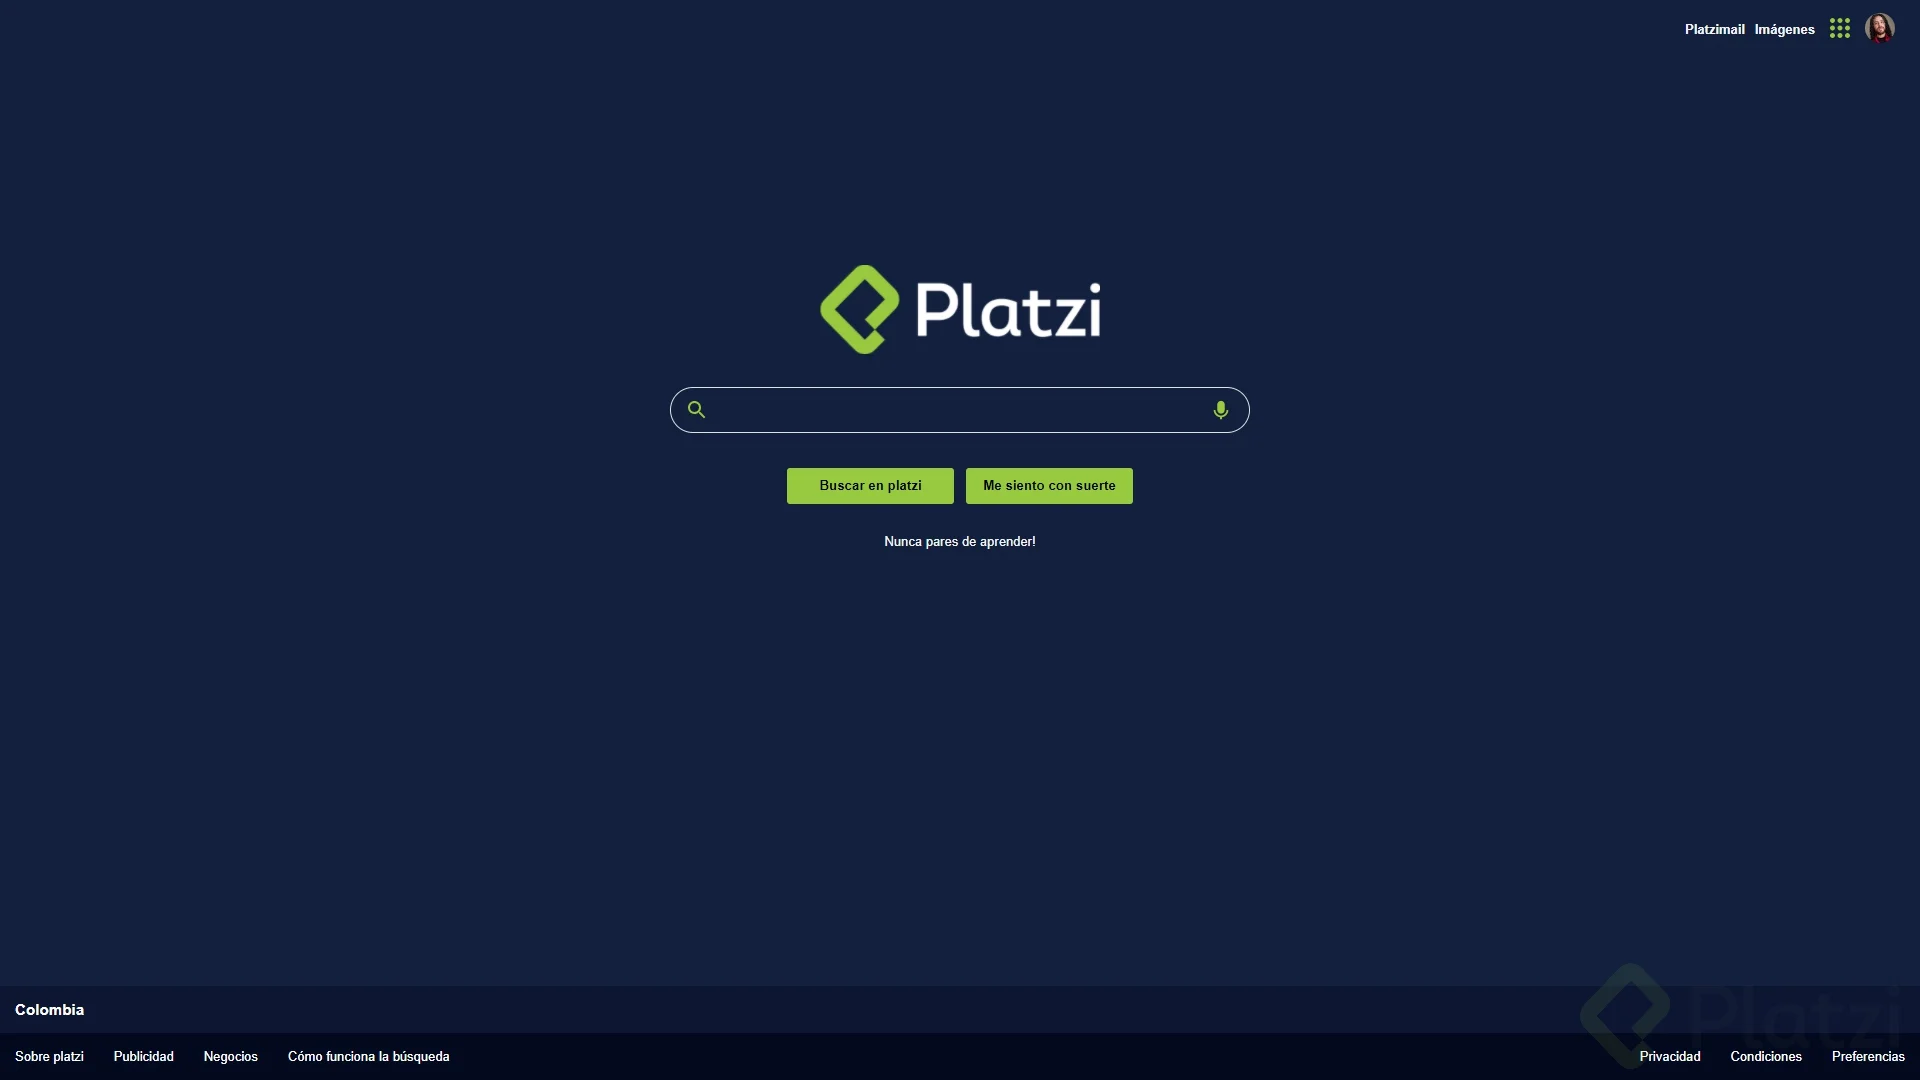 Platzimail Imágenes
Platzi
Buscar en platzi
Me siento con suerte
Nunca pares de aprender!
Colombia
Platzi
Sobre platzi Publicidad Negocios Cómo funciona la búsqueda
Privacidad Condiciones Preferencias